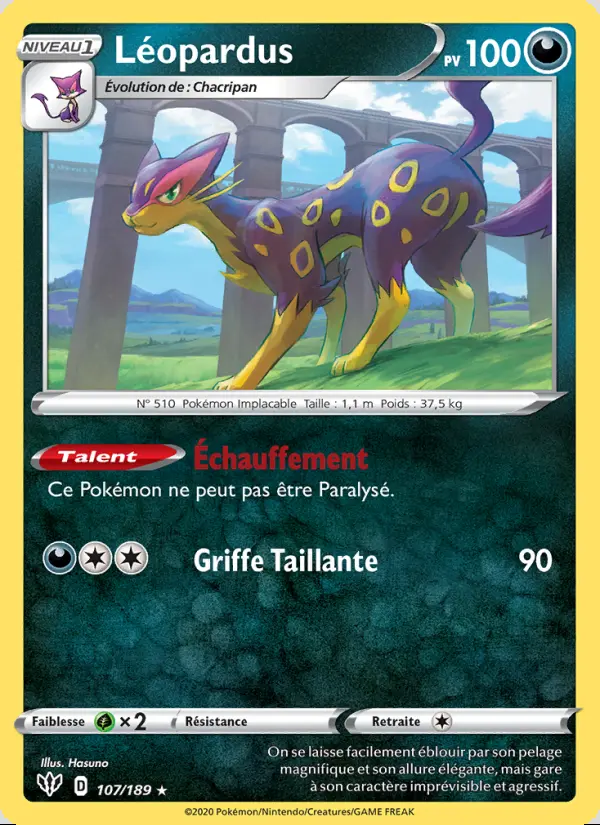 NIVEAU 1
Léopardus
PV 100
Évolution de : Chacripan
N° 510 Pokémon Implacable Taille : 1,1 m Poids : 37,5 kg
Talent Échauffement
Ce Pokémon ne peut pas être Paralysé.
Griffe Taillante 90
Faiblesse ×2 Résistance Retraite
Illus. Hasuno
D 107/189 ★
On se laisse facilement éblouir par son pelage
magnifique et son allure élégante, mais gare
à son caractère imprévisible et agressif.
©2020 Pokémon/Nintendo/Creatures/GAME FREAK